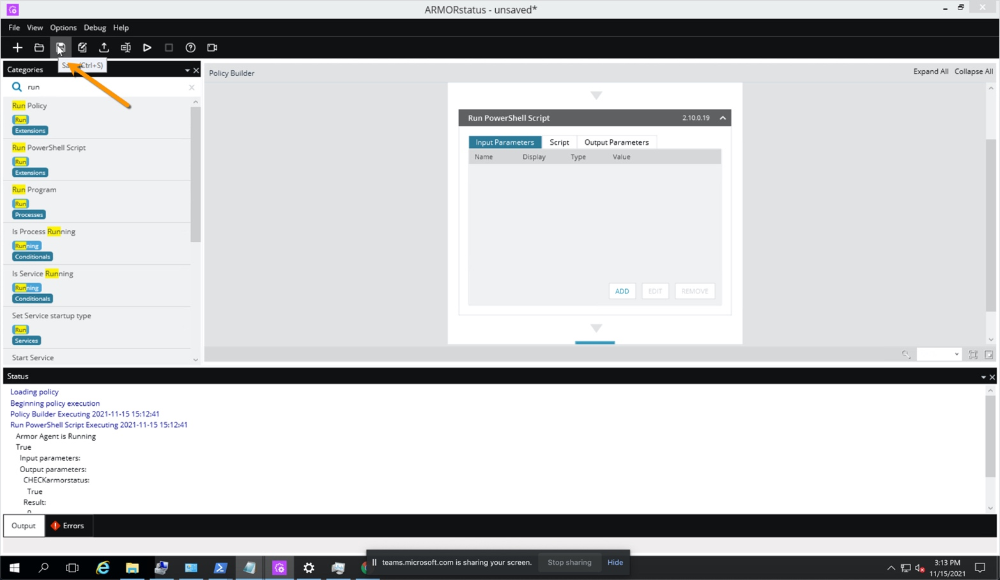 ARMORstatus - unsaved*
File View Options Debug Help
Sa (Ctrl+S)
Categories
run
Run Policy
Run
Extensions
Run PowerShell Script
Run
Extensions
Run Program
Run
Processes
Is Process Running
Running
Conditionals
Is Service Running
Running
Conditionals
Set Service startup type
Run
Services
Start Service
Policy Builder
Expand All Collapse All
Run PowerShell Script 2.10.0.19
Input Parameters Script Output Parameters
Name Display Type Value
ADD EDIT REMOVE
Status
Loading policy
Beginning policy execution
Policy Builder Executing 2021-11-15 15:12:41
Run PowerShell Script Executing 2021-11-15 15:12:41
Armor Agent is Running
True
Input parameters:
Output parameters:
CHECKarmorstatus:
True
Result:
0
Output Errors
teams.microsoft.com is sharing your screen. Stop sharing Hide
3:13 PM
11/15/2021